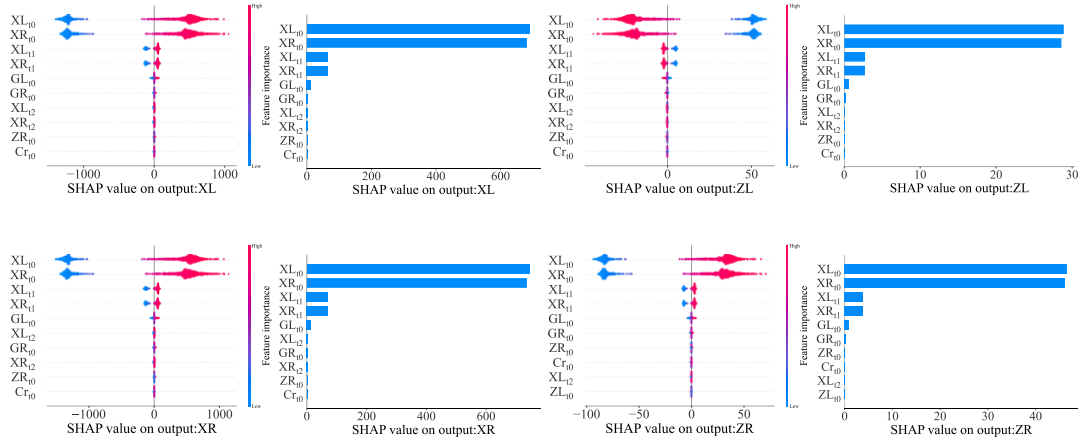 XLt0
XRt0
XLt1
XRt1
GLt0
GRt0
XLt2
XRt2
ZRt0
Crt0
−1000 0 1000
SHAP value on output:XL
High
Feature importance
Low
XLt0
XRt0
XLt1
XRt1
GLt0
GRt0
XLt2
XRt2
ZRt0
Crt0
0 200 400 600
SHAP value on output:XL
XLt0
XRt0
XLt1
XRt1
GLt0
GRt0
XLt2
XRt2
ZRt0
Crt0
0 50
SHAP value on output:ZL
High
Feature importance
Low
XLt0
XRt0
XLt1
XRt1
GLt0
GRt0
XLt2
XRt2
ZRt0
Crt0
0 10 20 30
SHAP value on output:ZL
XLt0
XRt0
XLt1
XRt1
GLt0
XLt2
GRt0
XRt2
ZRt0
Crt0
−1000 0 1000
SHAP value on output:XR
High
Feature importance
Low
XLt0
XRt0
XLt1
XRt1
GLt0
XLt2
GRt0
XRt2
ZRt0
Crt0
0 200 400 600
SHAP value on output:XR
XLt0
XRt0
XLt1
XRt1
GLt0
GRt0
ZRt0
Crt0
XLt2
ZLt0
−100 −50 0 50
SHAP value on output:ZR
High
Feature importance
Low
XLt0
XRt0
XLt1
XRt1
GLt0
GRt0
ZRt0
Crt0
XLt2
ZLt0
0 10 20 30 40
SHAP value on output:ZR